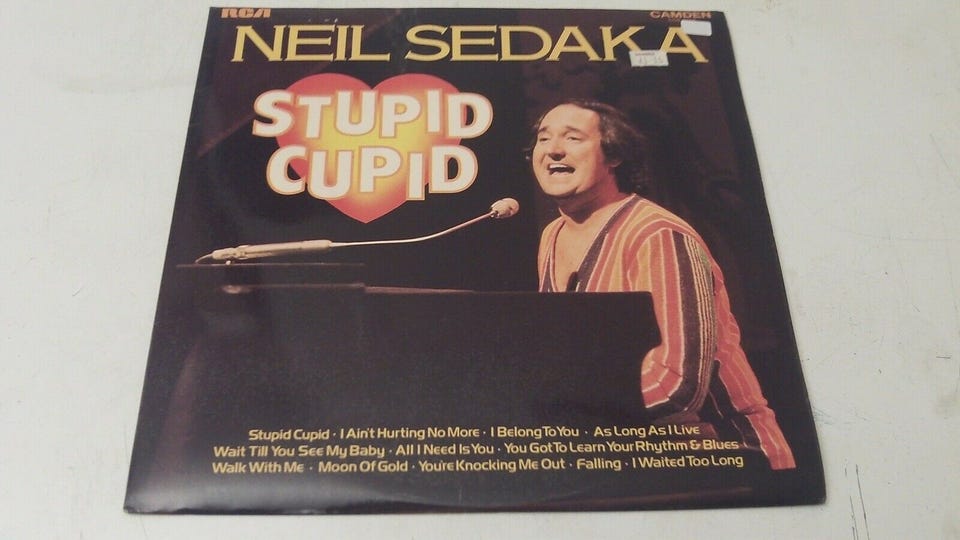 RCA
CAMDEN
NEIL SEDAKA
STUPID
CUPID
Stupid Cupid · I Ain't Hurting No More · I Belong To You · As Long As I Live
Wait Till You See My Baby · All I Need Is You · You Got To Learn Your Rhythm & Blues
Walk With Me · Moon Of Gold · You're Knocking Me Out · Falling · I Waited Too Long